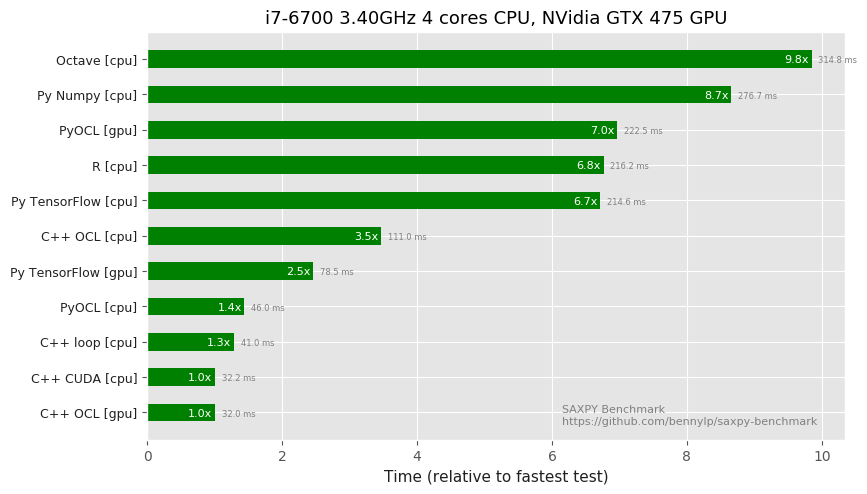 i7-6700 3.40GHz 4 cores CPU, NVidia GTX 475 GPU
Octave [cpu] 9.8x 314.8 ms
Py Numpy [cpu] 8.7x 276.7 ms
PyOCL [gpu] 7.0x 222.5 ms
R [cpu] 6.8x 216.2 ms
Py TensorFlow [cpu] 6.7x 214.6 ms
C++ OCL [cpu] 3.5x 111.0 ms
Py TensorFlow [gpu] 2.5x 78.5 ms
PyOCL [cpu] 1.4x 46.0 ms
C++ loop [cpu] 1.3x 41.0 ms
C++ CUDA [cpu] 1.0x 32.2 ms
C++ OCL [gpu] 1.0x 32.0 ms
SAXPY Benchmark
https://github.com/bennylp/saxpy-benchmark
0 2 4 6 8 10
Time (relative to fastest test)